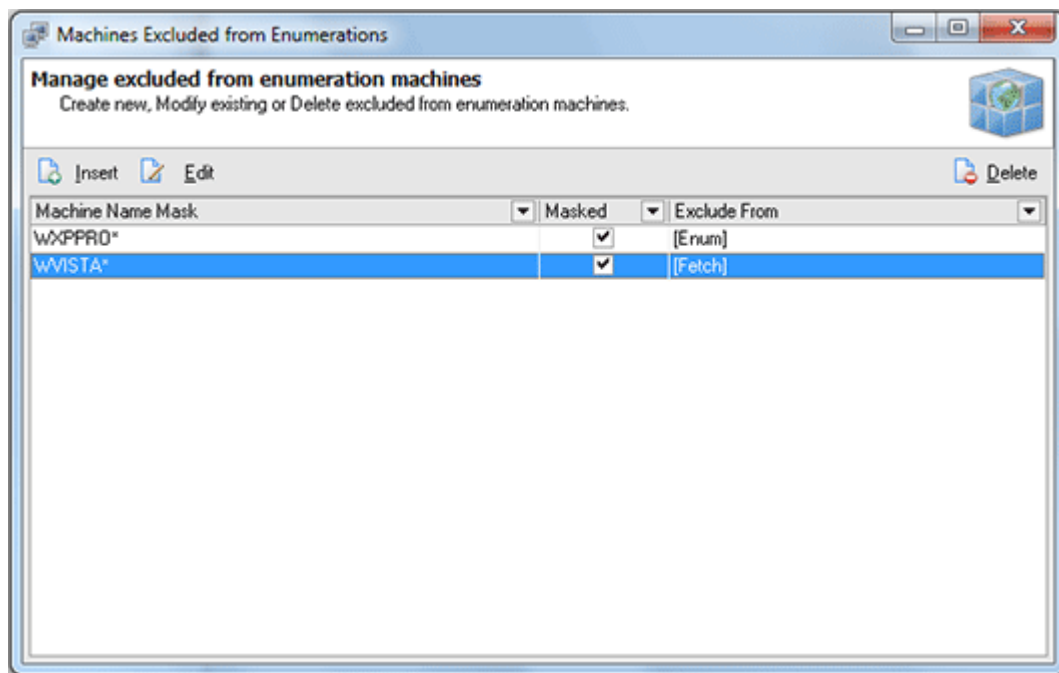 Machines Excluded from Enumerations
Manage excluded from enumeration machines
Create new, Modify existing or Delete excluded from enumeration machines.
Insert Edit Delete
Machine Name Mask Masked Exclude From
WXPPRO* [Enum]
WVISTA* [Fetch]